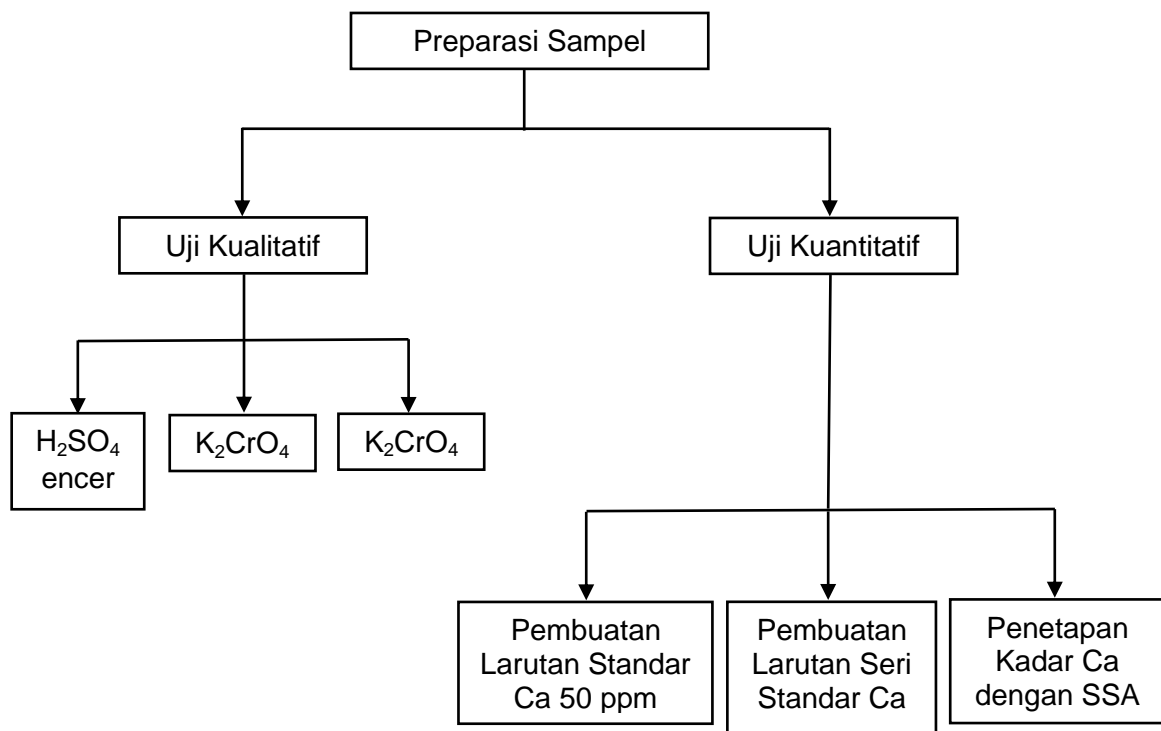 Preparasi Sampel
Uji Kualitatif
Uji Kuantitatif
H₂SO₄
encer
K₂CrO₄
K₂CrO₄
Pembuatan
Larutan Standar
Ca 50 ppm
Pembuatan
Larutan Seri
Standar Ca
Penetapan
Kadar Ca
dengan SSA